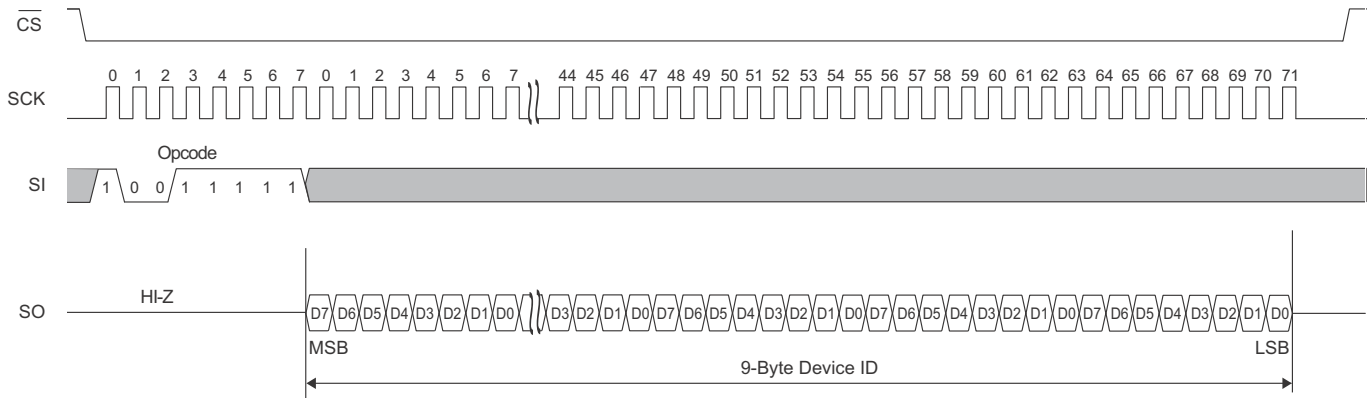 CS
0 1 2 3 4 5 6 7 0 1 2 3 4 5 6 7 44 45 46 47 48 49 50 51 52 53 54 55 56 57 58 59 60 61 62 63 64 65 66 67 68 69 70 71
SCK
Opcode
SI 1 0 0 1 1 1 1 1
HI-Z
SO D7 D6 D5 D4 D3 D2 D1 D0 D3 D2 D1 D0 D7 D6 D5 D4 D3 D2 D1 D0 D7 D6 D5 D4 D3 D2 D1 D0 D7 D6 D5 D4 D3 D2 D1 D0
MSB LSB
9-Byte Device ID